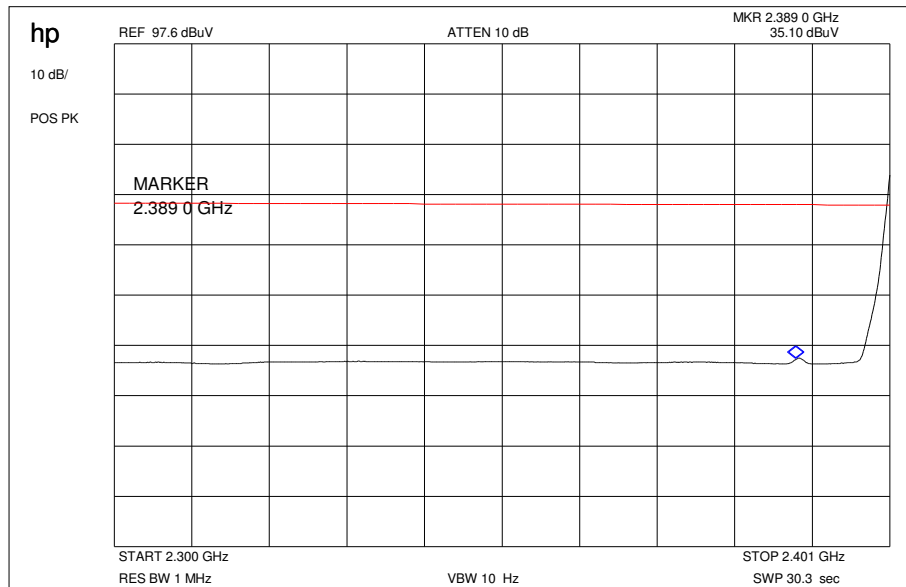 MKR 2.389 0 GHz
hp REF 97.6 dBuV ATTEN 10 dB 35.10 dBuV
10 dB/
POS PK
MARKER
2.389 0 GHz
START 2.300 GHz STOP 2.401 GHz
RES BW 1 MHz VBW 10 Hz SWP 30.3 sec